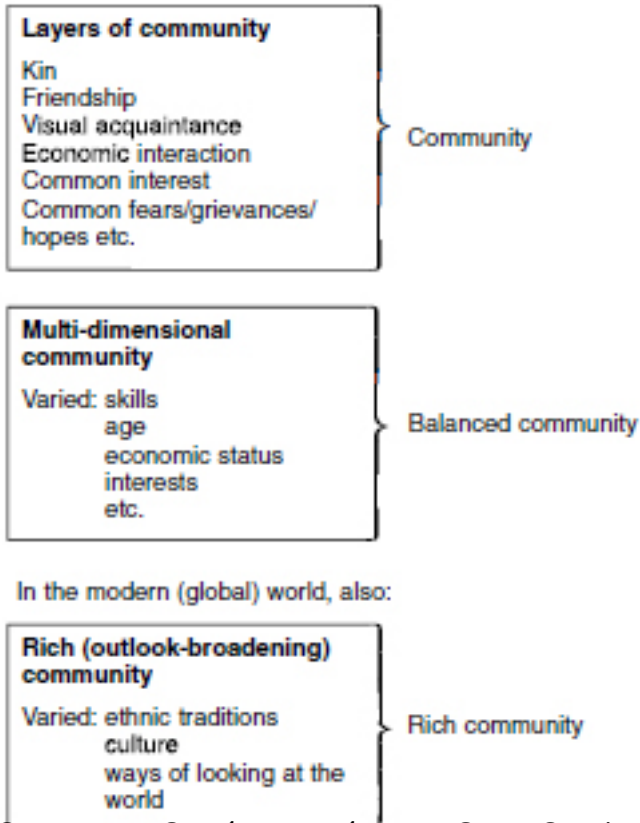 Layers of community
Kin
Friendship
Visual acquaintance
Economic interaction
Common interest
Common fears/grievances/
hopes etc.
Community
Multi-dimensional
community
Varied: skills
age
economic status
interests
etc.
Balanced community
In the modern (global) world, also:
Rich (outlook-broadening)
community
Varied: ethnic traditions
culture
ways of looking at the
world
Rich community